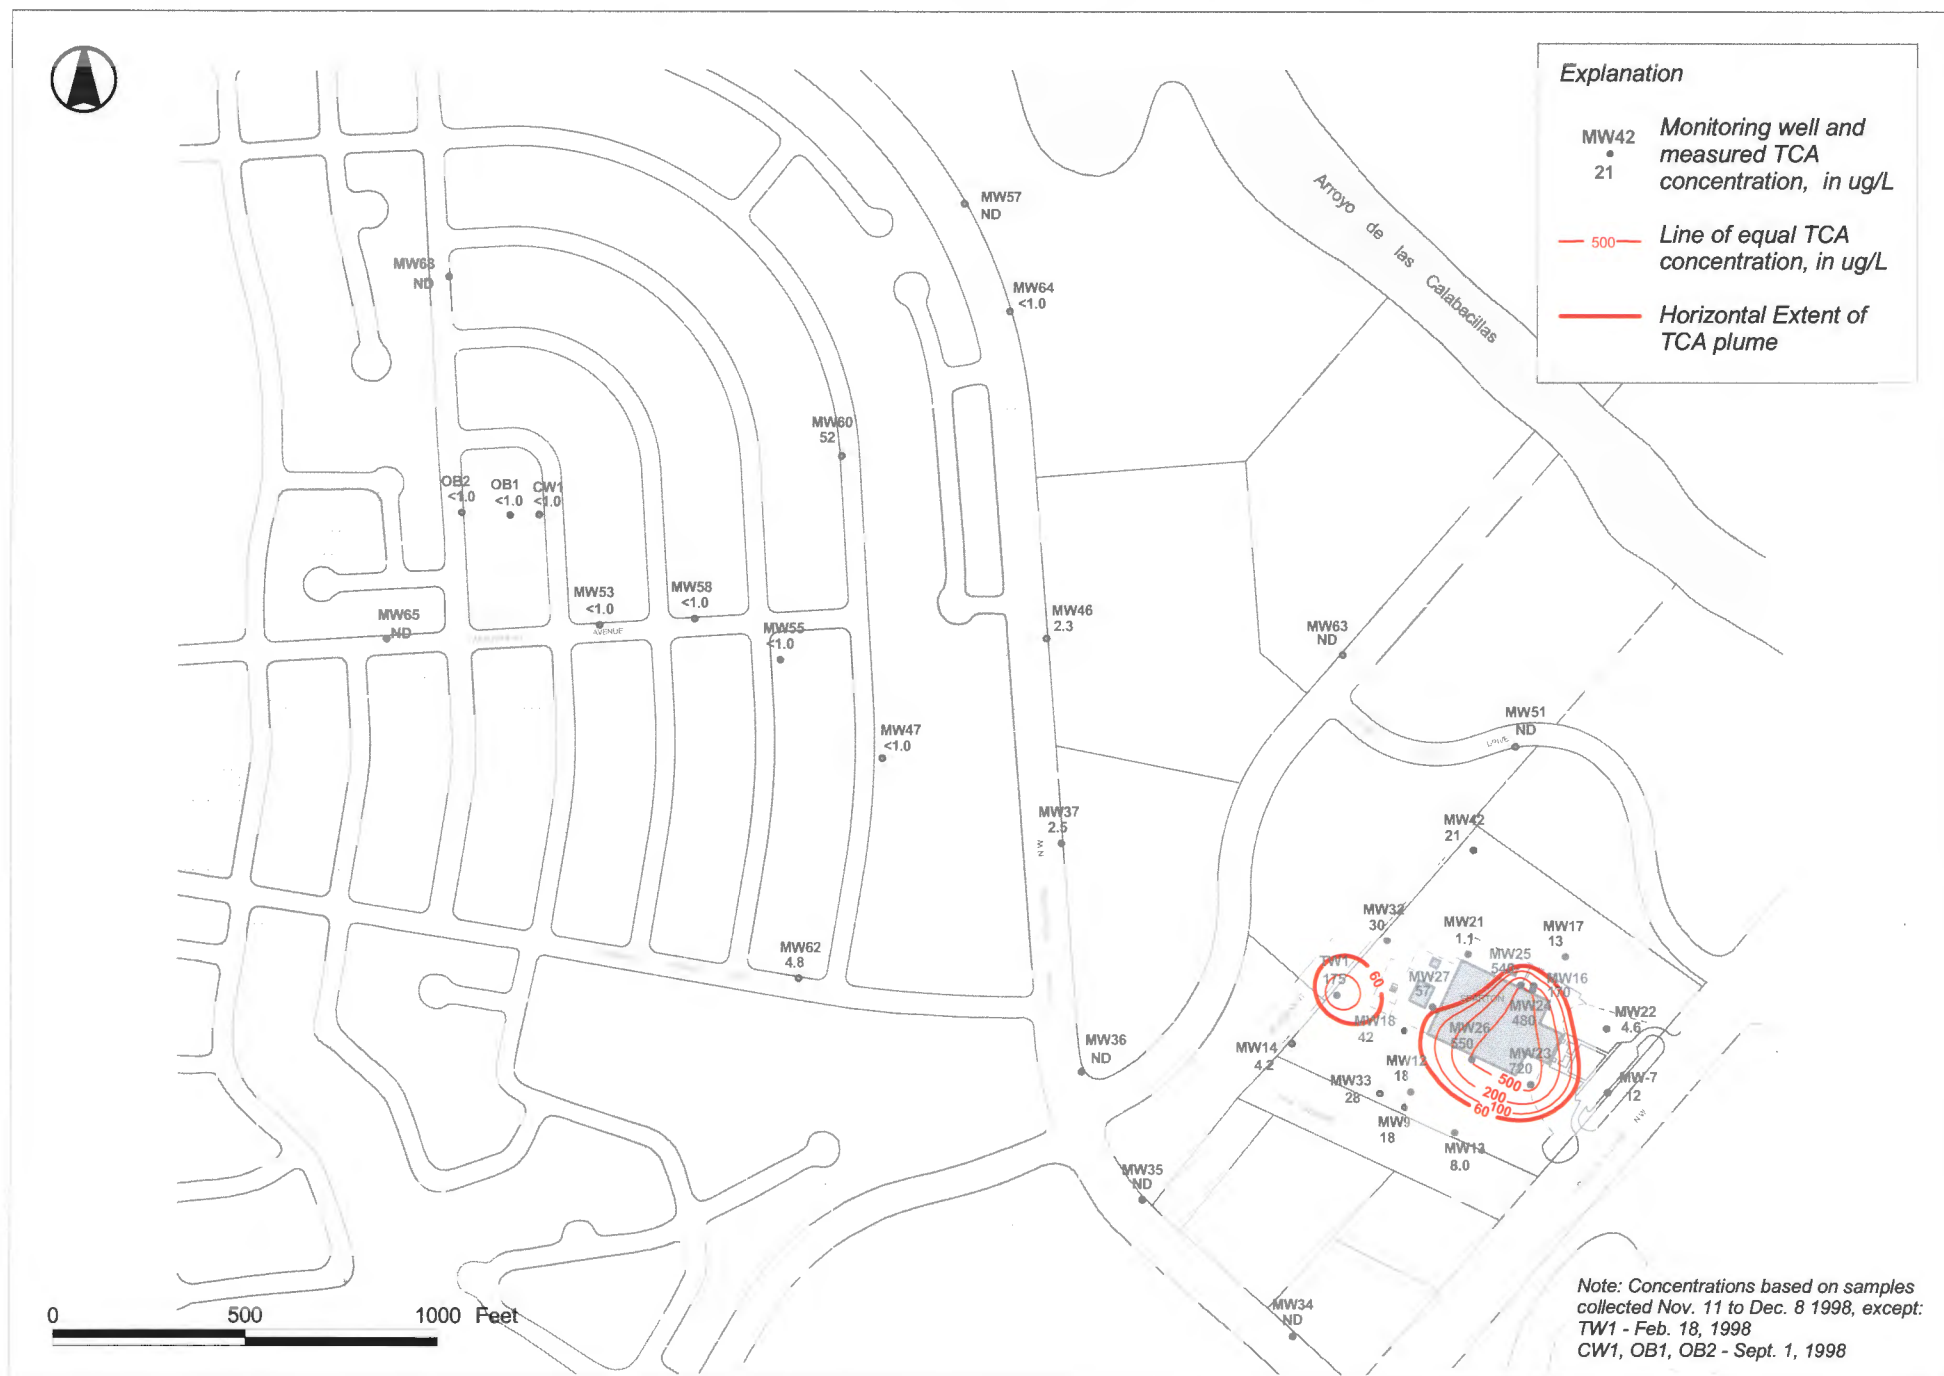 Explanation
MW42
21
Monitoring well and
measured TCA
concentration, in ug/L
500
Line of equal TCA
concentration, in ug/L
Horizontal Extent of
TCA plume
Arroyo de las Calabacillas
MW57
ND
MW68
ND
MW64
<1.0
MW60
52
OB2
<1.0
OB1
<1.0
CW1
<1.0
MW53
<1.0
AVENUE
MW58
<1.0
MW65
ND
MW55
<1.0
MW46
2.3
MW63
ND
MW47
<1.0
MW51
ND
DRIVE
MW37
2.5
NW
MW42
21
MW32
30
MW21
1.1
MW17
13
MW62
4.8
TW1
175
60
MW27
57
MW25
MW16
170
SPARTON
MW24
480
MW18
42
MW26
550
MW22
4.6
MW14
4.2
MW36
ND
MW12
18
MW23
720
MW33
28
500
200
100
60
MW-7
12
MW9
18
NW
MW13
8.0
MW35
ND
MW34
ND
0 500 1000 Feet
Note: Concentrations based on samples
collected Nov. 11 to Dec. 8 1998, except:
TW1 - Feb. 18, 1998
CW1, OB1, OB2 - Sept. 1, 1998